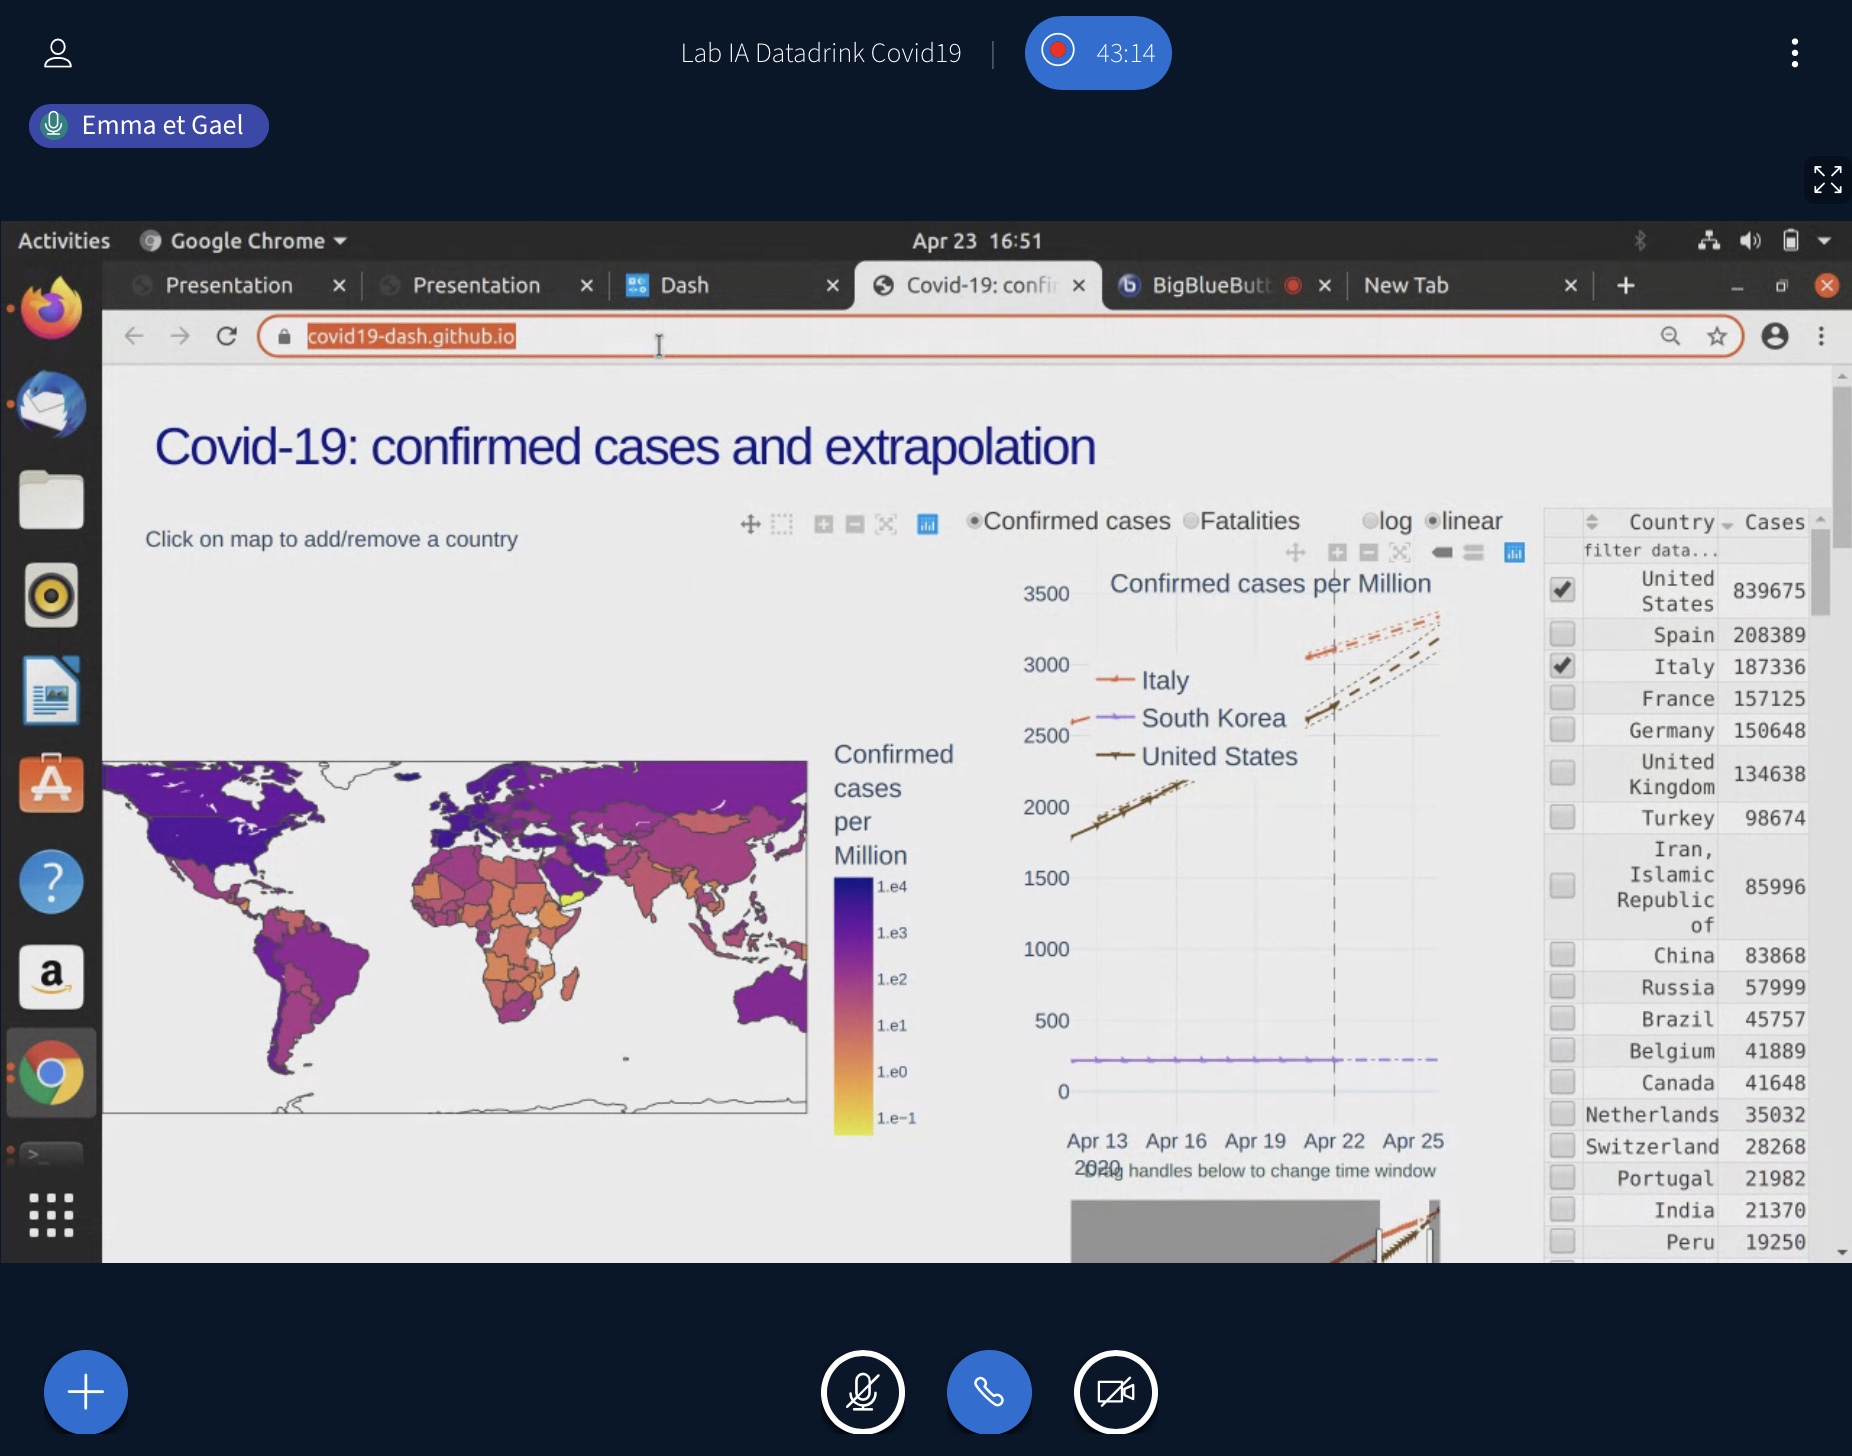 Lab IA Datadrink Covid19
43:14
Emma et Gael
Activities
Google Chrome
Apr 23 16:51
Presentation
Presentation
Dash
Covid-19: confir
BigBlueButt
New Tab
covid19-dash.github.io
Covid-19: confirmed cases and extrapolation
Click on map to add/remove a country
Confirmed cases
Fatalities
log
linear
Confirmed cases per Million
3500
3000
2500
2000
1500
1000
500
0
Italy
South Korea
United States
Apr 13
2020
Apr 16
Apr 19
Apr 22
Apr 25
Drag handles below to change time window
Confirmed
cases
per
Million
1.e4
1.e3
1.e2
1.e1
1.e0
1.e−1
Country Cases
filter data...
United
States 839675
Spain 208389
Italy 187336
France 157125
Germany 150648
United
Kingdom 134638
Turkey 98674
Iran,
Islamic
Republic
of 85996
China 83868
Russia 57999
Brazil 45757
Belgium 41889
Canada 41648
Netherlands 35032
Switzerland 28268
Portugal 21982
India 21370
Peru 19250